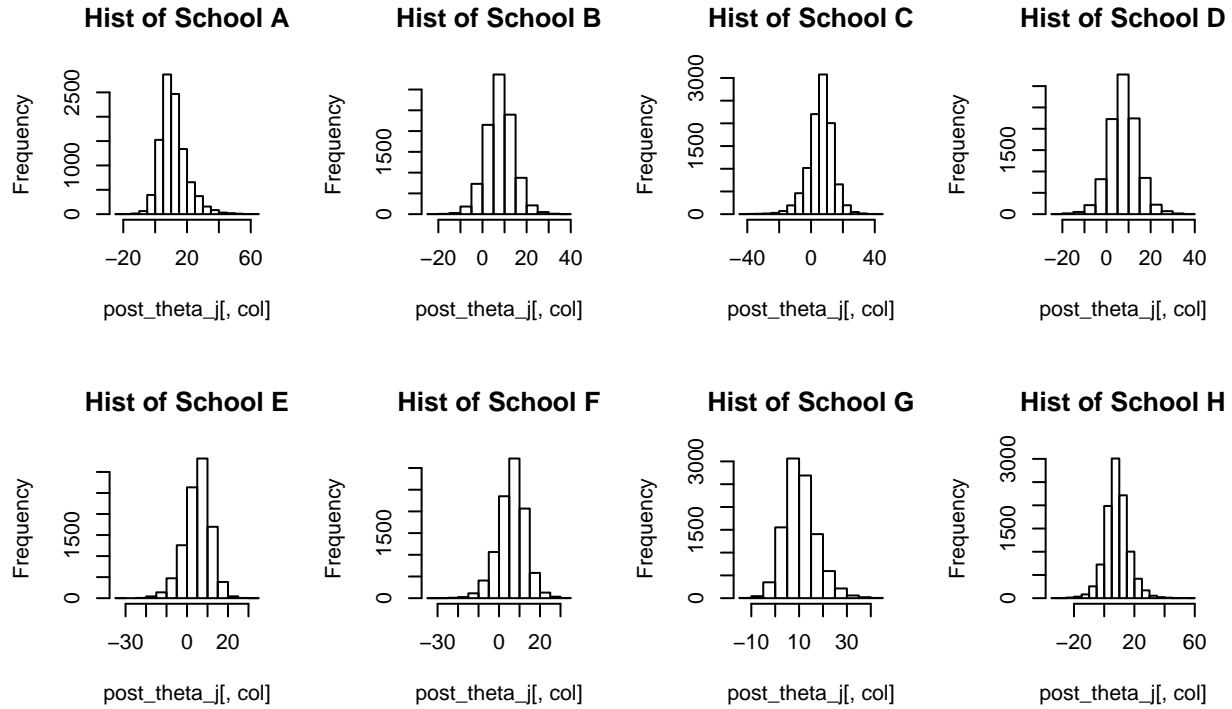 Hist of School A
Frequency
0
1000
2500
−20
20
60
post_theta_j[, col]
Hist of School B
Frequency
0
1500
−20
0
20
40
post_theta_j[, col]
Hist of School C
Frequency
0
1500
3000
−40
0
40
post_theta_j[, col]
Hist of School D
Frequency
0
1500
−20
0
20
40
post_theta_j[, col]
Hist of School E
Frequency
0
1500
−30
0
20
post_theta_j[, col]
Hist of School F
Frequency
0
1500
−30
0
20
post_theta_j[, col]
Hist of School G
Frequency
0
1500
3000
−10
10
30
post_theta_j[, col]
Hist of School H
Frequency
0
1500
3000
−20
20
60
post_theta_j[, col]